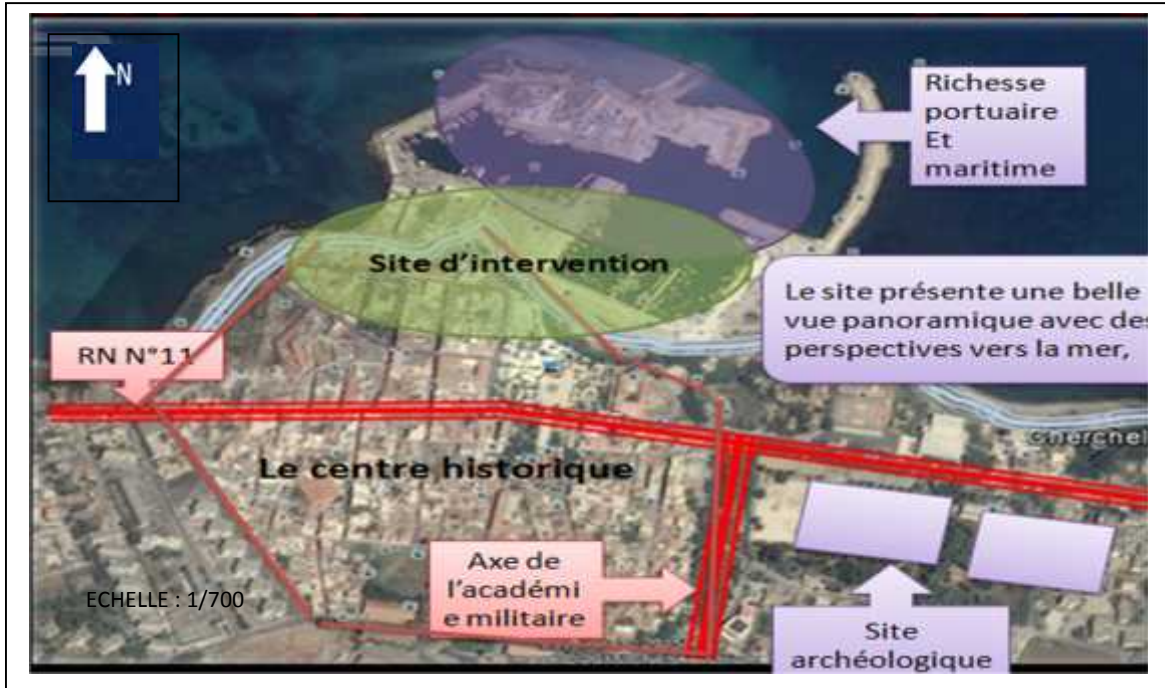 N
Richesse
portuaire
Et
maritime
Site d'intervention
Le site présente une belle
vue panoramique avec des
perspectives vers la mer,
RN N°11
Cherchel
Le centre historique
Axe de
l'académi
e militaire
ECHELLE : 1/700
Site
archéologique